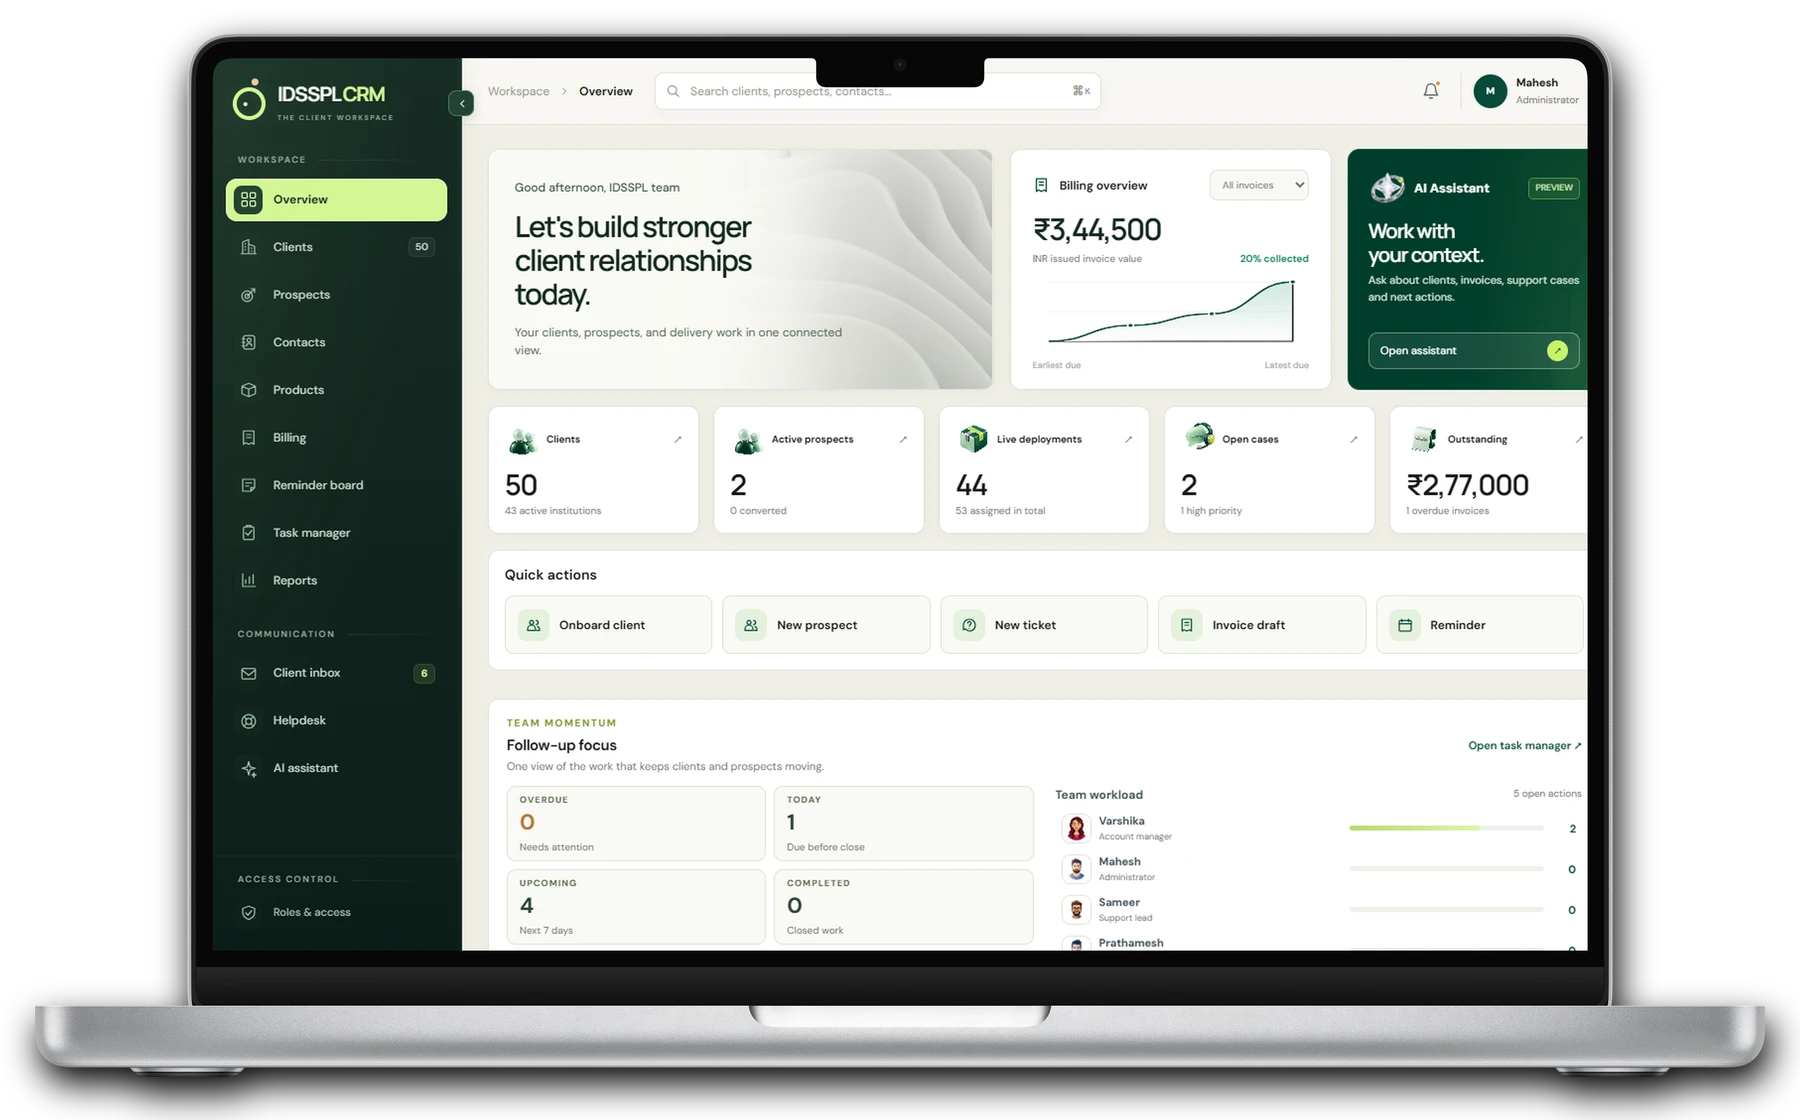 IDSSPLCRM
THE CLIENT WORKSPACE
WORKSPACE
Overview
Clients 50
Prospects
Contacts
Products
Billing
Reminder board
Task manager
Reports
COMMUNICATION
Client inbox 6
Helpdesk
AI assistant
ACCESS CONTROL
Roles & access
Workspace > Overview
Search clients, prospects, contacts...
⌘K
M
Mahesh
Administrator
Good afternoon, IDSSPL team
Let's build stronger
client relationships
today.
Your clients, prospects, and delivery work in one connected
view.
Billing overview
All invoices
₹3,44,500
INR issued invoice value
20% collected
Earliest due
Latest due
AI Assistant
PREVIEW
Work with
your context.
Ask about clients, invoices, support cases
and next actions.
Open assistant ↗
Clients ↗
50
43 active institutions
Active prospects ↗
2
0 converted
Live deployments ↗
44
53 assigned in total
Open cases ↗
2
1 high priority
Outstanding ↗
₹2,77,000
1 overdue invoices
Quick actions
Onboard client
New prospect
New ticket
Invoice draft
Reminder
TEAM MOMENTUM
Follow-up focus
One view of the work that keeps clients and prospects moving.
Open task manager ↗
OVERDUE
0
Needs attention
TODAY
1
Due before close
UPCOMING
4
Next 7 days
COMPLETED
0
Closed work
Team workload
5 open actions
Varshika
Account manager
2
Mahesh
Administrator
0
Sameer
Support lead
0
Prathamesh